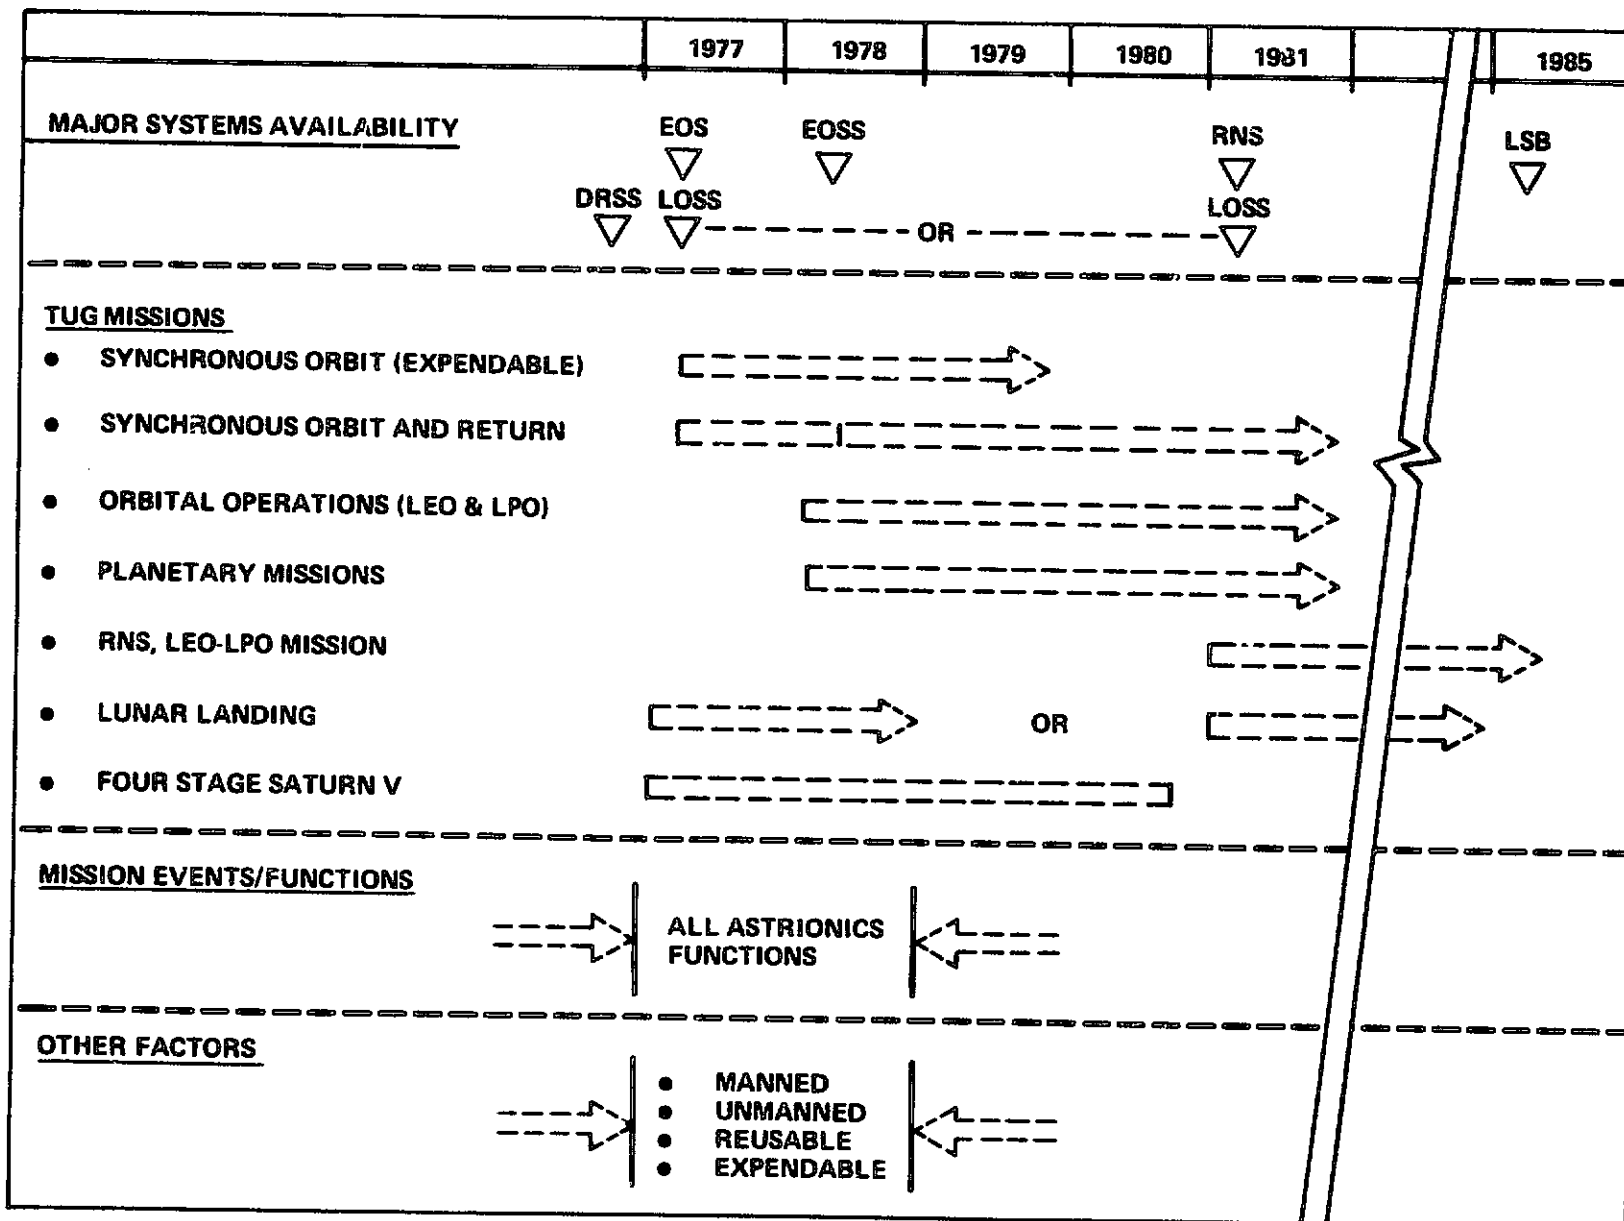 1977 1978 1979 1980 1981 1985
MAJOR SYSTEMS AVAILABILITY
EOS EOSS RNS LSB
DRSS LOSS OR LOSS
TUG MISSIONS
• SYNCHRONOUS ORBIT (EXPENDABLE)
• SYNCHRONOUS ORBIT AND RETURN
• ORBITAL OPERATIONS (LEO & LPO)
• PLANETARY MISSIONS
• RNS, LEO-LPO MISSION
• LUNAR LANDING OR
• FOUR STAGE SATURN V
MISSION EVENTS/FUNCTIONS
ALL ASTRIONICS
FUNCTIONS
OTHER FACTORS
• MANNED
• UNMANNED
• REUSABLE
• EXPENDABLE